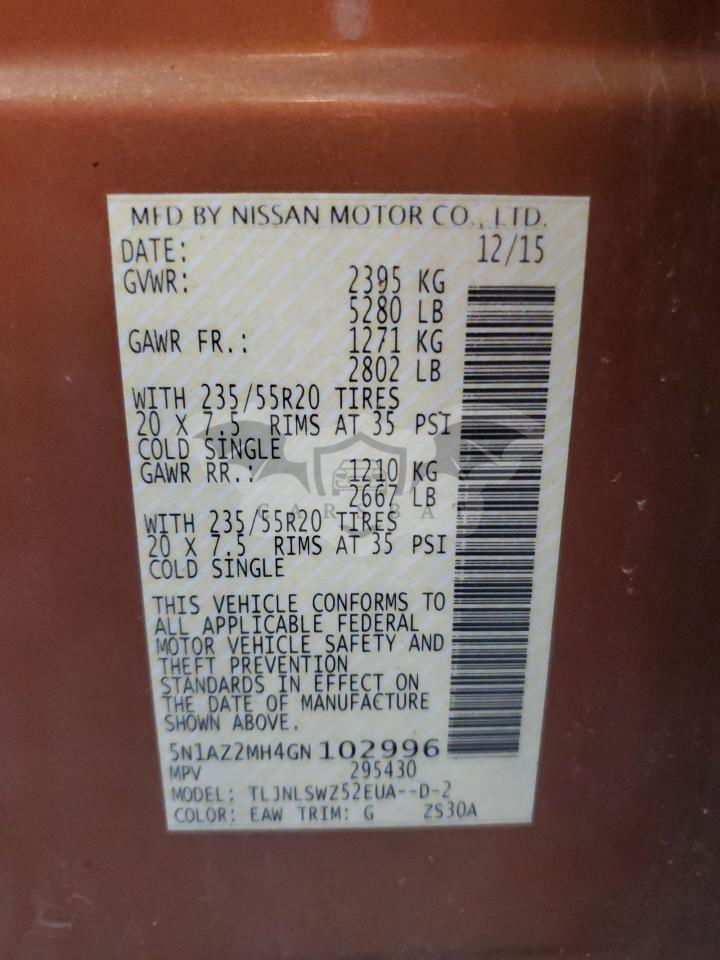 MFD BY NISSAN MOTOR CO., LTD.
DATE: 12/15
GVWR: 2395 KG
5280 LB
GAWR FR.: 1271 KG
2802 LB
WITH 235/55R20 TIRES
20 X 7.5 RIMS AT 35 PSI
COLD SINGLE
GAWR RR.: 1210 KG
2667 LB
CARSBAT
WITH 235/55R20 TIRES
20 X 7.5 RIMS AT 35 PSI
COLD SINGLE
THIS VEHICLE CONFORMS TO
ALL APPLICABLE FEDERAL
MOTOR VEHICLE SAFETY AND
THEFT PREVENTION
STANDARDS IN EFFECT ON
THE DATE OF MANUFACTURE
SHOWN ABOVE.
5N1AZ2MH4GN 102996
MPV 295430
MODEL: TLJNLSWZ52EUA--D-2
COLOR: EAW TRIM: G ZS30A